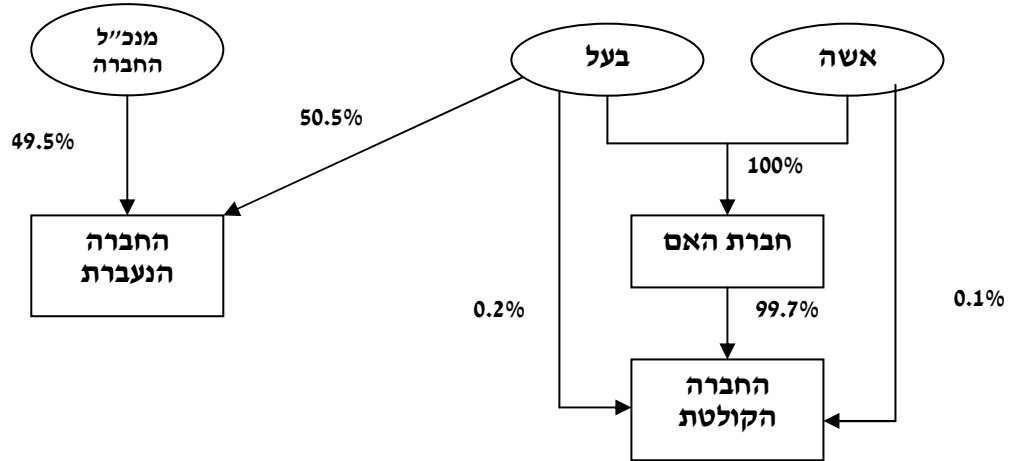 מנכ״ל
החברה
בעל
אשה
49.5%
50.5%
100%
החברה
הנעברת
חברת האם
0.2%
99.7%
0.1%
החברה
הקולטת